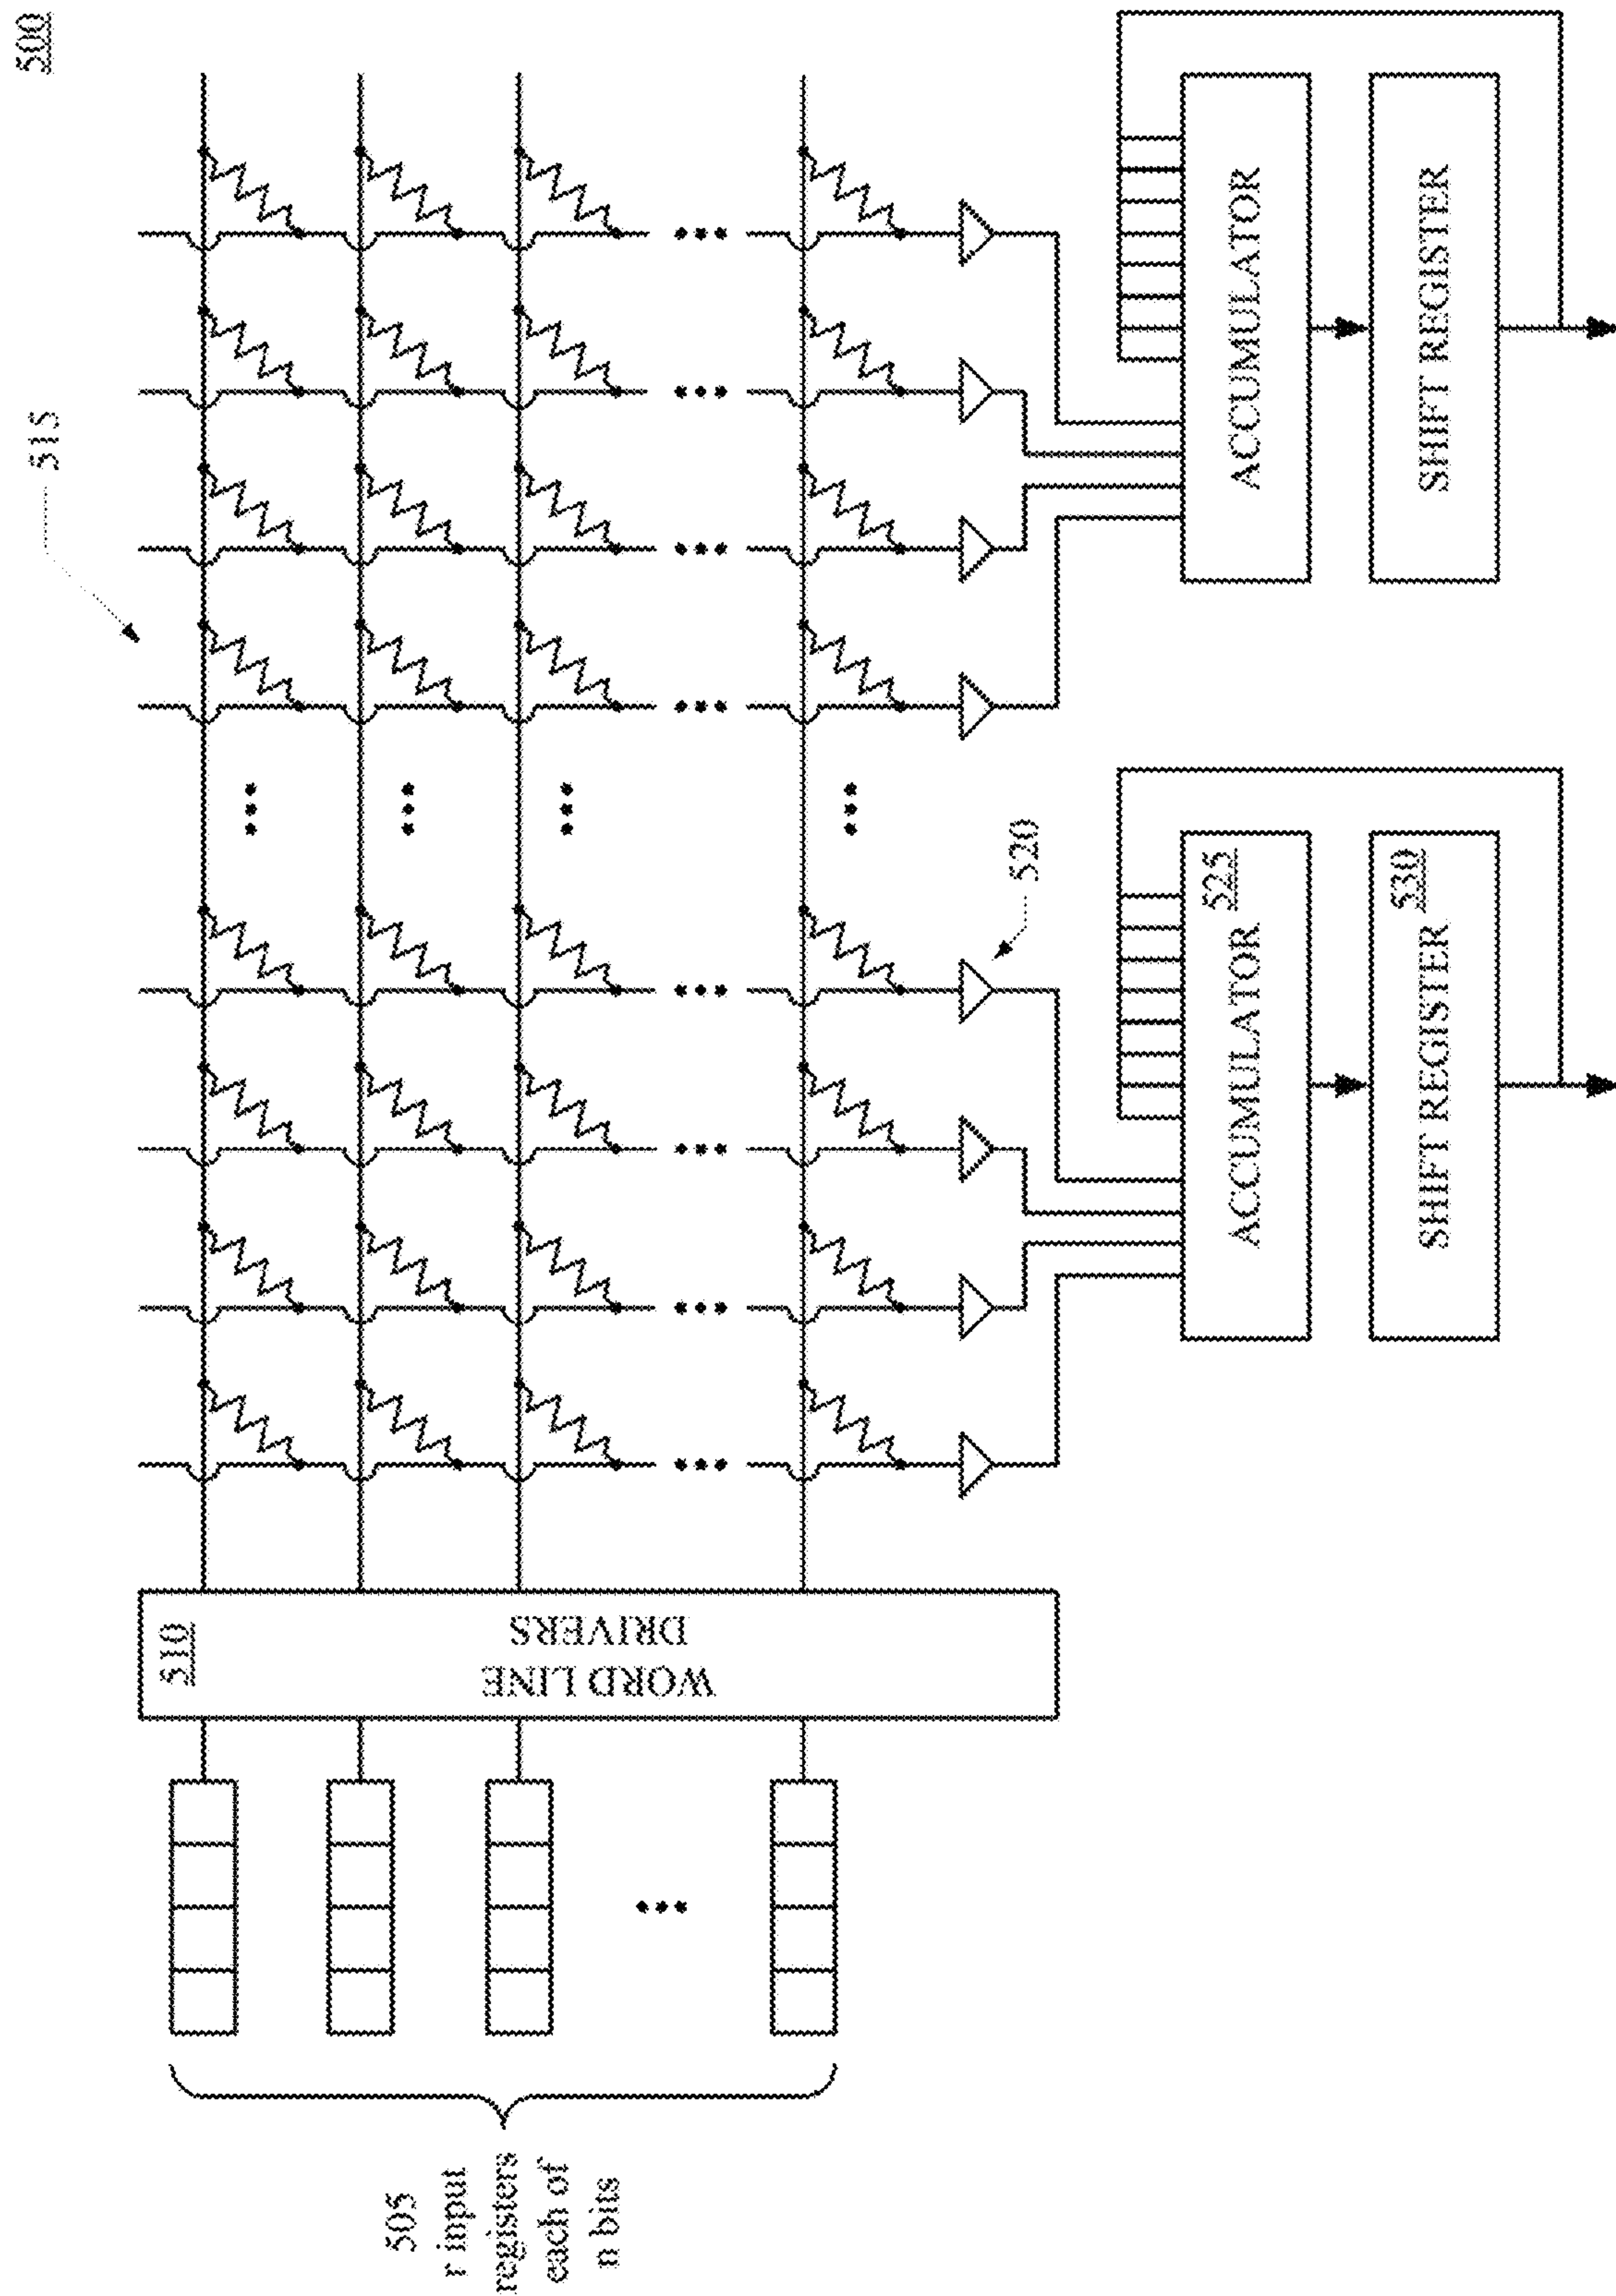 500
515
505
r input
registers
each of
n bits
510
WORD LINE
DRIVERS
520
ACCUMULATOR 525
SHIFT REGISTER 530
ACCUMULATOR
SHIFT REGISTER